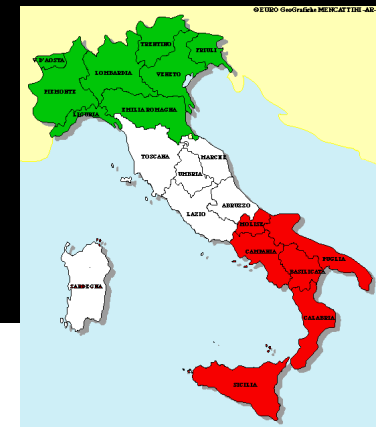 ©EURO GeoGrafiche MENCATTINI -AR-
TRENTINO
FRIULI
V.D'AOSTA
LOMBARDIA
VENETO
PIEMONTE
EMILIA ROMAGNA
LIGURIA
TOSCANA
MARCHE
UMBRIA
ABRUZZO
LAZIO
MOLISE
CAMPANIA
PUGLIA
BASILICATA
SARDEGNA
CALABRIA
SICILIA